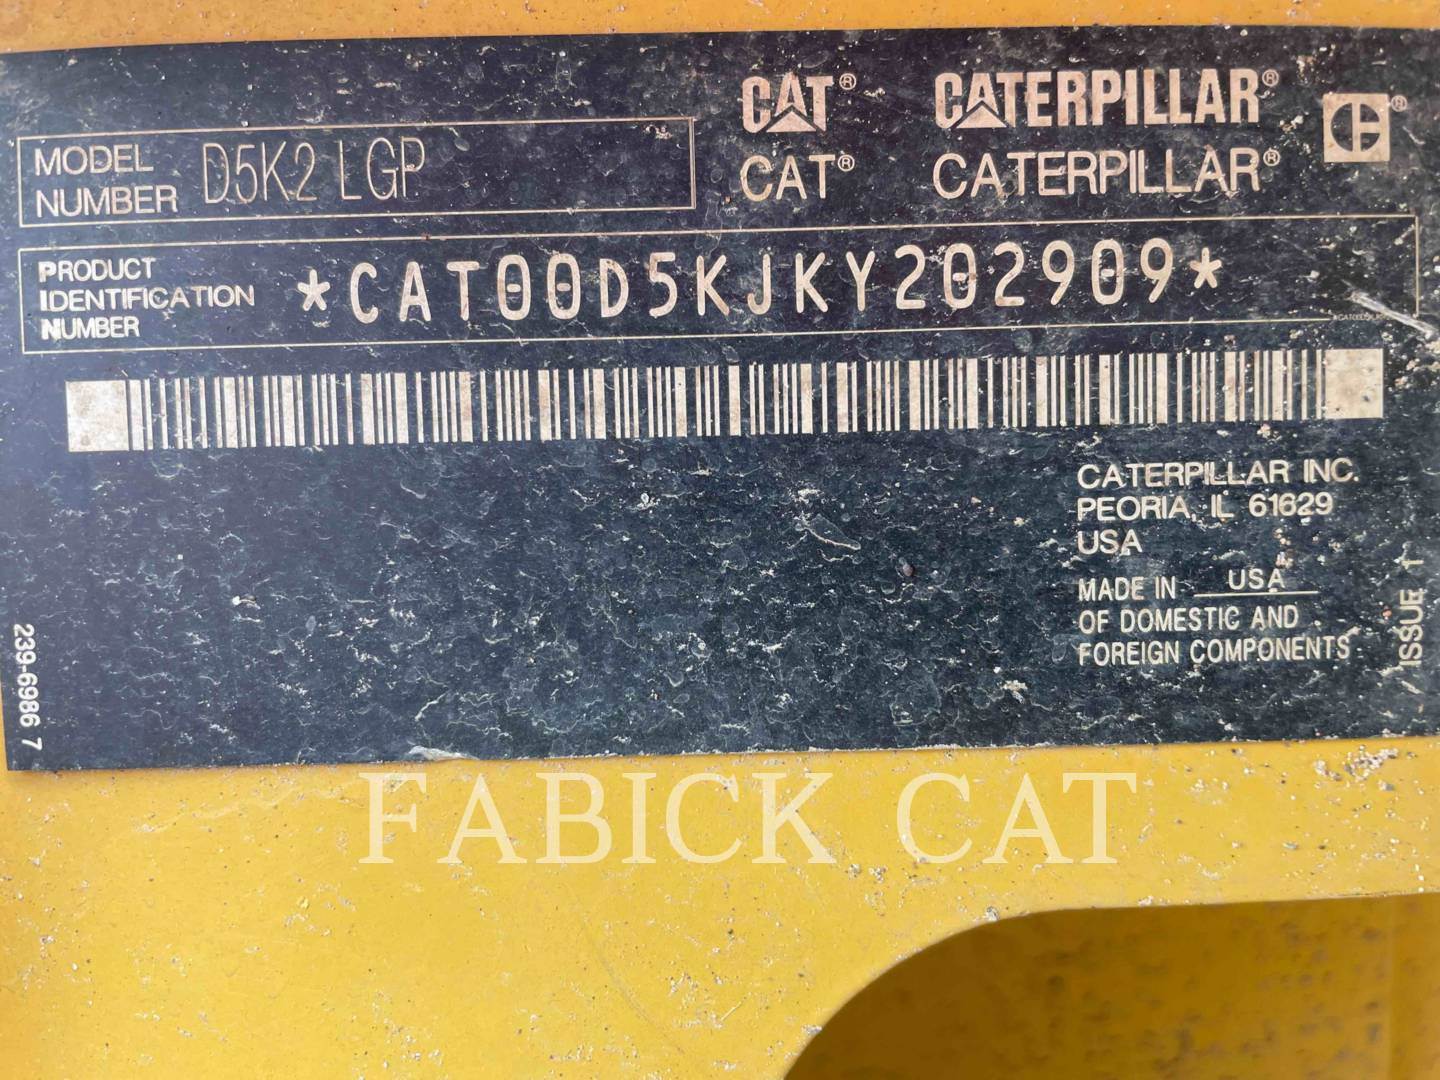 CAT® CATERPILLAR® ®
MODEL NUMBER D5K2 LGP
CAT® CATERPILLAR®
PRODUCT IDENTIFICATION NUMBER *CAT00D5KJKY202909*
CATERPILLAR INC.
PEORIA, IL 61629
USA
MADE IN USA
OF DOMESTIC AND
FOREIGN COMPONENTS
239-6986 7
ISSUE 1
FABICK CAT